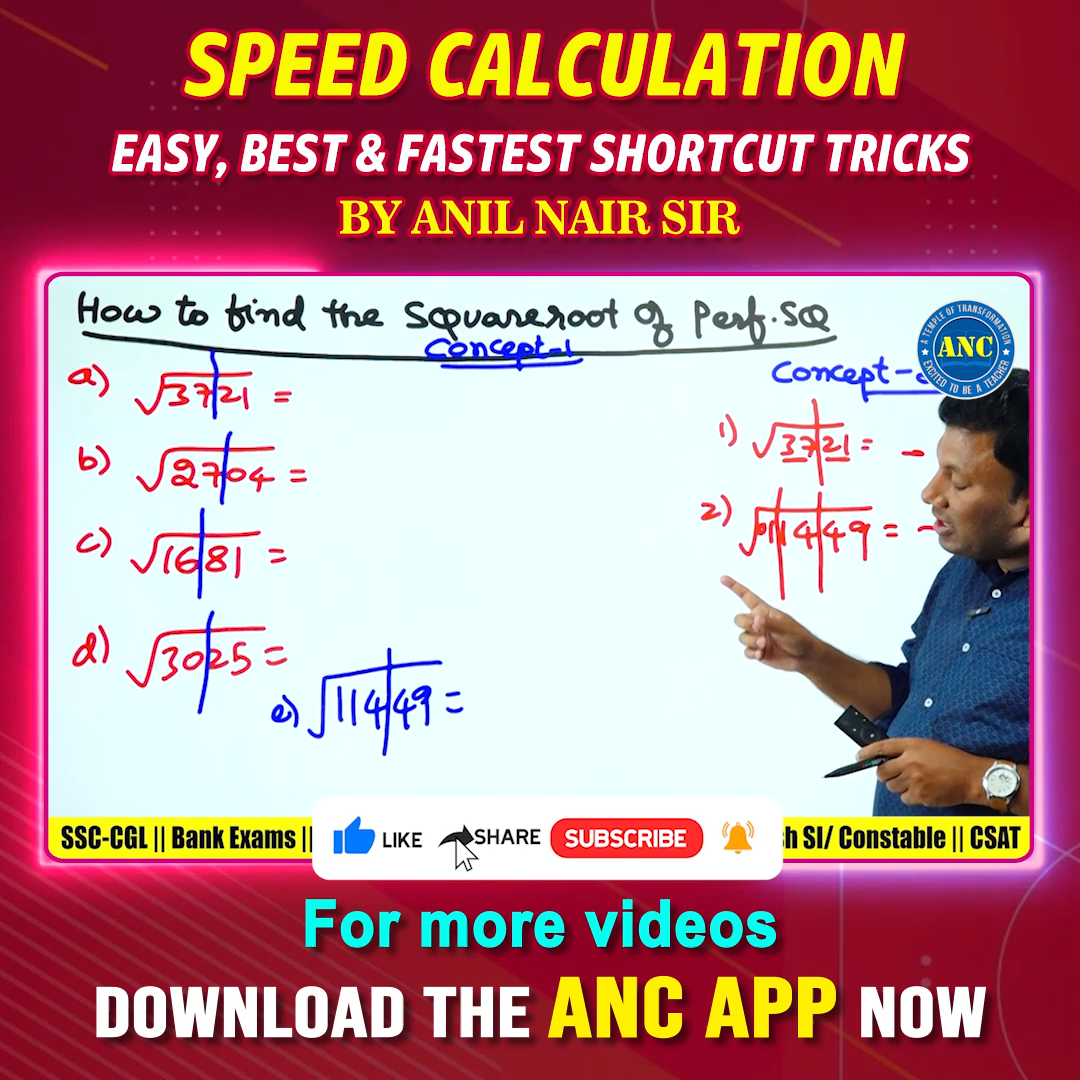 SPEED CALCULATION
EASY, BEST & FASTEST SHORTCUT TRICKS
BY ANIL NAIR SIR
How to find the Squareroot of Perf.SQ
Concept-1
A TEMPLE OF TRANSFORMATION
ANC
EXCITED TO BE A TEACHER
Concept-
a) √3721 =
b) √2704 =
c) √1681 =
d) √3025 =
e) √11449 =
1) √3721 = -
2) √011449 = -
SSC-CGL || Bank Exams ||
LIKE
SHARE
SUBSCRIBE
SI/ Constable || CSAT
For more videos
DOWNLOAD THE ANC APP NOW